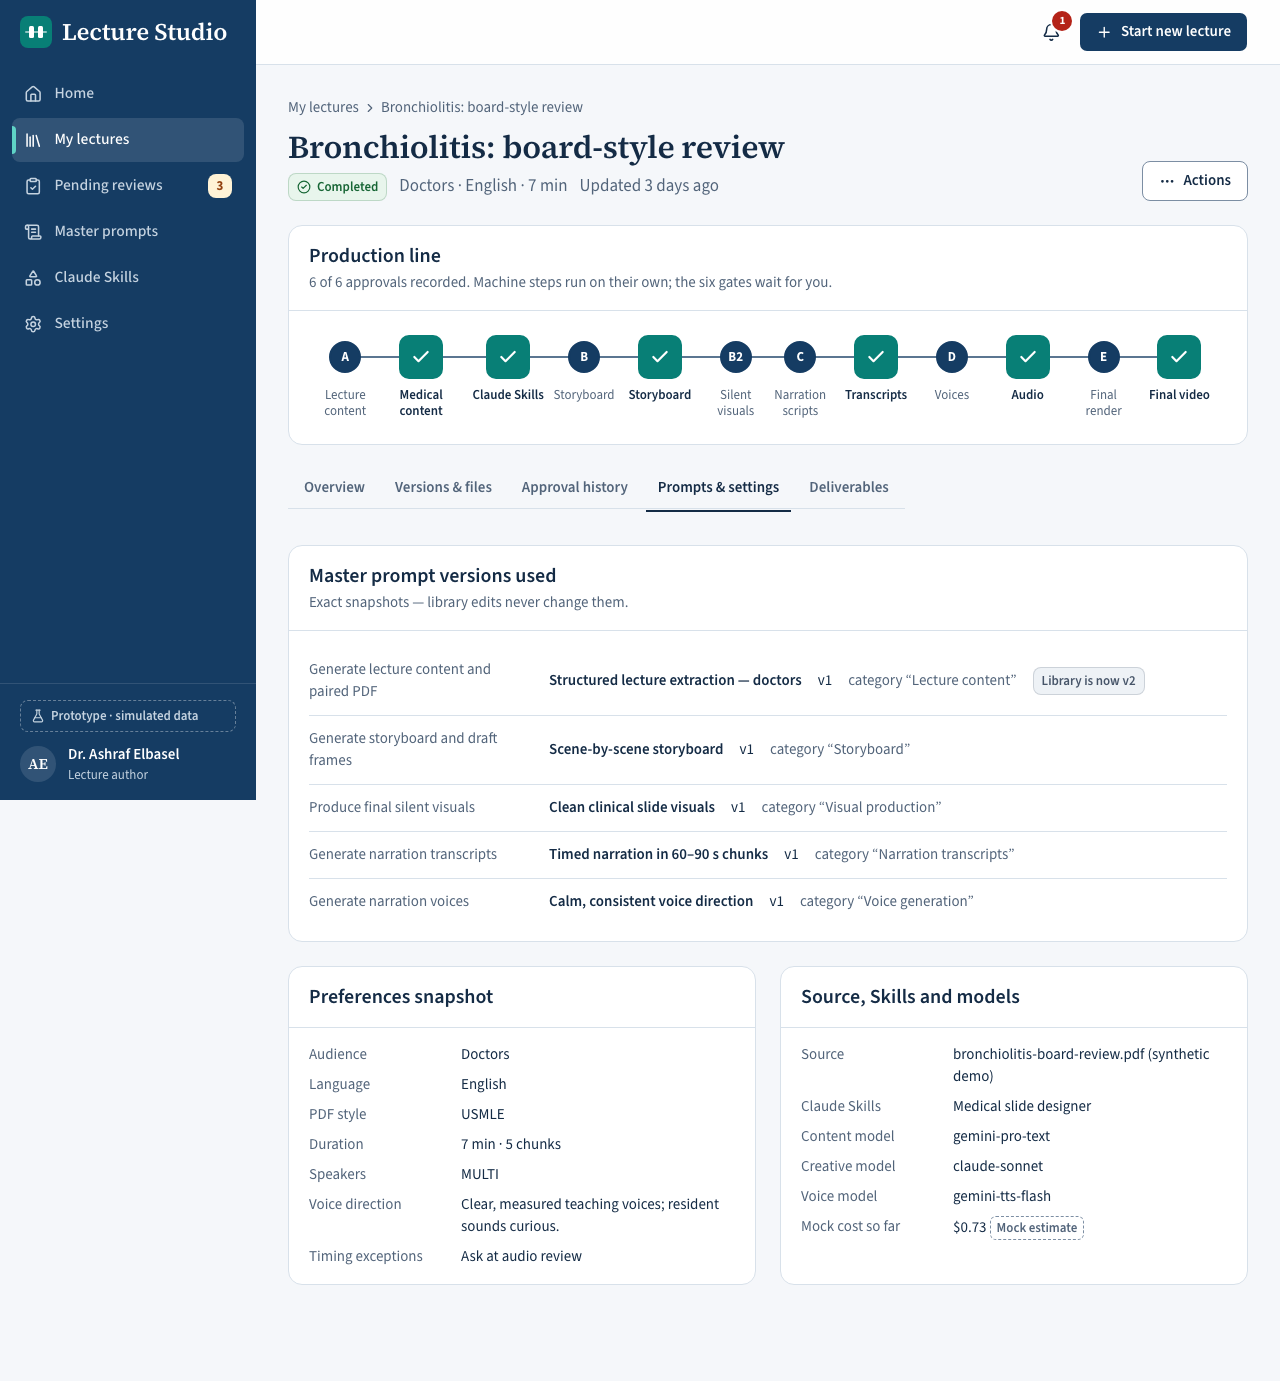 Lecture Studio
Home
My lectures
Pending reviews
3
Master prompts
Claude Skills
Settings
Prototype · simulated data
AE
Dr. Ashraf Elbasel
Lecture author
1
Start new lecture
My lectures > Bronchiolitis: board-style review
Bronchiolitis: board-style review
Completed
Doctors · English · 7 min
Updated 3 days ago
Actions
Production line
6 of 6 approvals recorded. Machine steps run on their own; the six gates wait for you.
A
Lecture
content
Medical
content
Claude Skills
B
Storyboard
Storyboard
B2
Silent
visuals
C
Narration
scripts
Transcripts
D
Voices
Audio
E
Final
render
Final video
Overview
Versions & files
Approval history
Prompts & settings
Deliverables
Master prompt versions used
Exact snapshots — library edits never change them.
Generate lecture content and
paired PDF
Structured lecture extraction — doctors v1 category “Lecture content” Library is now v2
Generate storyboard and draft
frames
Scene-by-scene storyboard v1 category “Storyboard”
Produce final silent visuals
Clean clinical slide visuals v1 category “Visual production”
Generate narration transcripts
Timed narration in 60–90 s chunks v1 category “Narration transcripts”
Generate narration voices
Calm, consistent voice direction v1 category “Voice generation”
Preferences snapshot
Audience Doctors
Language English
PDF style USMLE
Duration 7 min · 5 chunks
Speakers MULTI
Voice direction Clear, measured teaching voices; resident
sounds curious.
Timing exceptions Ask at audio review
Source, Skills and models
Source bronchiolitis-board-review.pdf (synthetic
demo)
Claude Skills Medical slide designer
Content model gemini-pro-text
Creative model claude-sonnet
Voice model gemini-tts-flash
Mock cost so far $0.73 Mock estimate